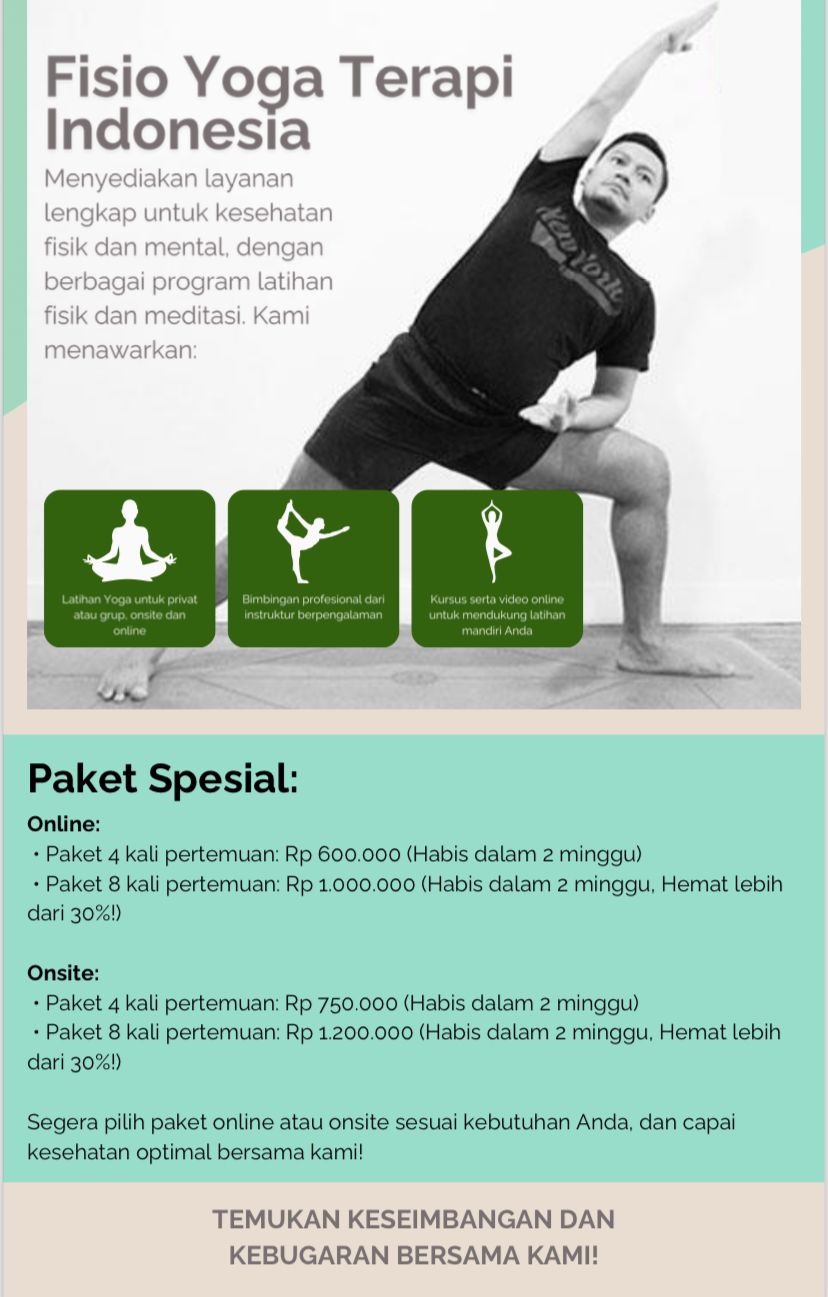 Fisio Yoga Terapi
Indonesia
Menyediakan layanan
lengkap untuk kesehatan
fisik dan mental, dengan
berbagai program latihan
fisik dan meditasi. Kami
menawarkan:
New York
Latihan Yoga untuk privat
atau grup, onsite dan
online
Bimbingan profesional dari
instruktur berpengalaman
Kursus serta video online
untuk mendukung latihan
mandiri Anda
Paket Spesial:
Online:
• Paket 4 kali pertemuan: Rp 600.000 (Habis dalam 2 minggu)
• Paket 8 kali pertemuan: Rp 1.000.000 (Habis dalam 2 minggu, Hemat lebih
dari 30%!)
Onsite:
• Paket 4 kali pertemuan: Rp 750.000 (Habis dalam 2 minggu)
• Paket 8 kali pertemuan: Rp 1.200.000 (Habis dalam 2 minggu, Hemat lebih
dari 30%!)
Segera pilih paket online atau onsite sesuai kebutuhan Anda, dan capai
kesehatan optimal bersama kami!
TEMUKAN KESEIMBANGAN DAN
KEBUGARAN BERSAMA KAMI!